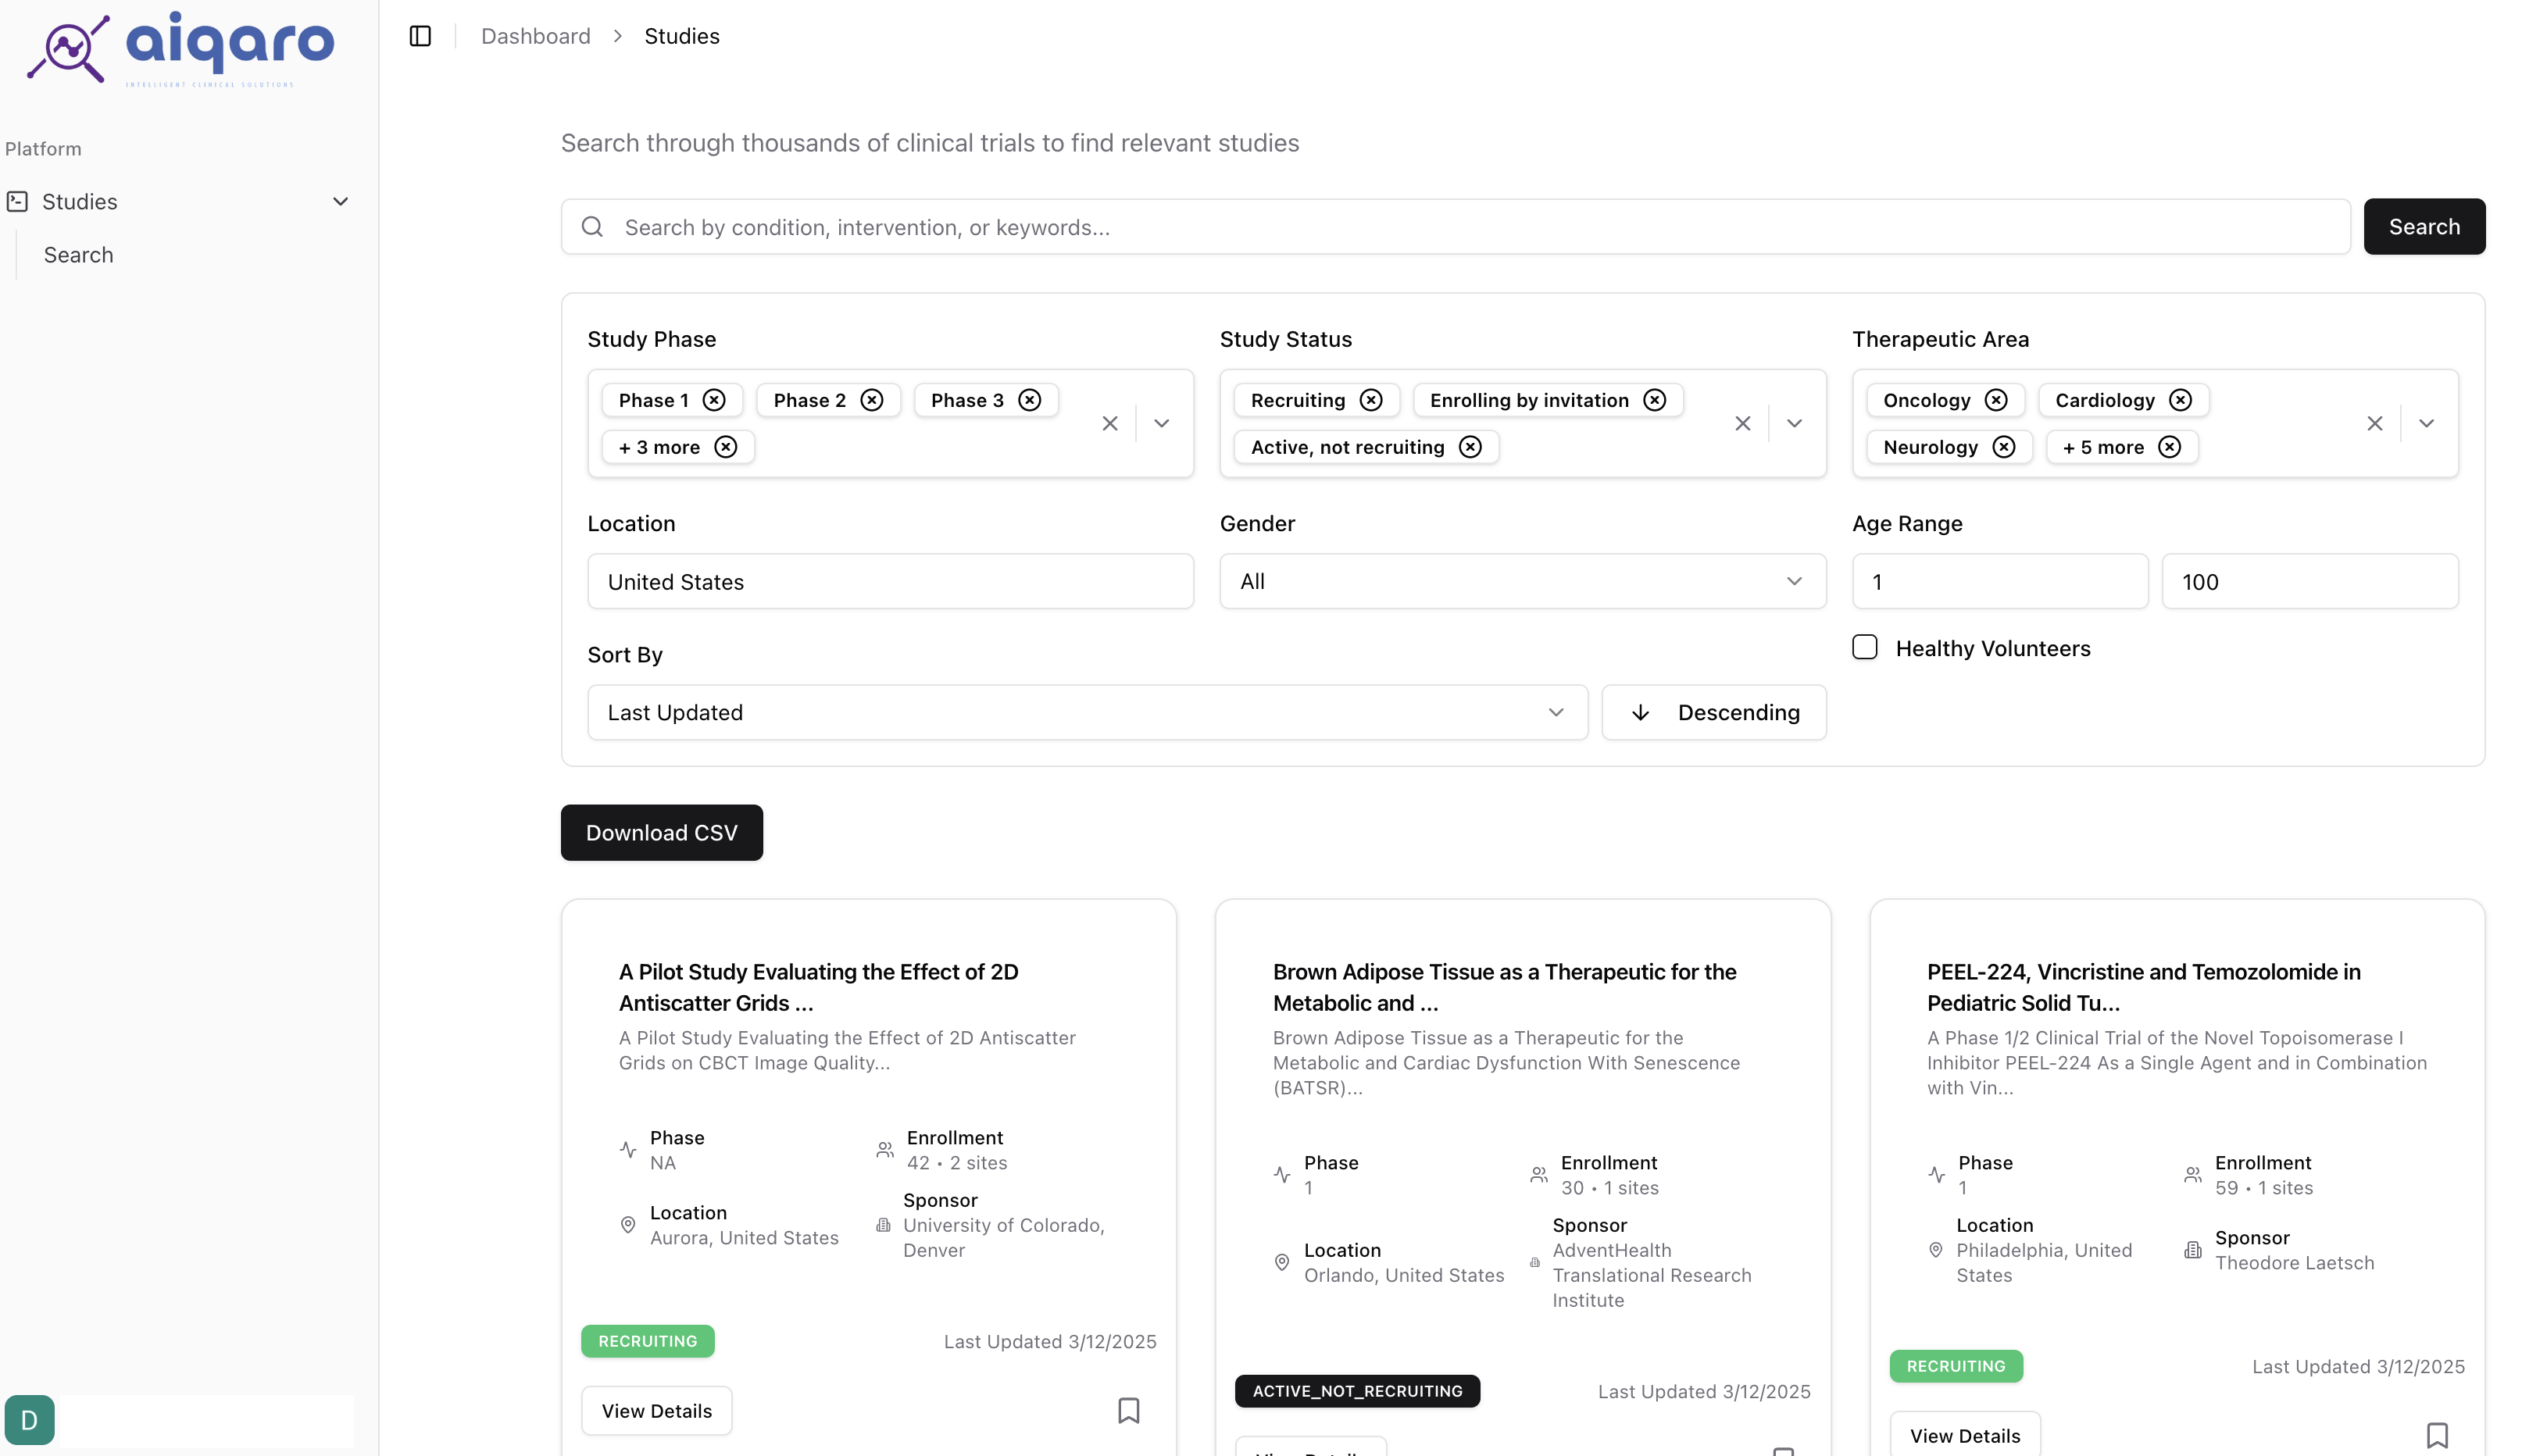 aiqaro
INTELLIGENT CLINICAL SOLUTIONS
Platform
Studies
Search
D
Dashboard > Studies
Search through thousands of clinical trials to find relevant studies
Search by condition, intervention, or keywords...
Search
Study Phase
Phase 1
Phase 2
Phase 3
+ 3 more
Study Status
Recruiting
Enrolling by invitation
Active, not recruiting
Therapeutic Area
Oncology
Cardiology
Neurology
+ 5 more
Location
United States
Gender
All
Age Range
1
100
Sort By
Last Updated
Descending
Healthy Volunteers
Download CSV
A Pilot Study Evaluating the Effect of 2D
Antiscatter Grids ...
A Pilot Study Evaluating the Effect of 2D Antiscatter
Grids on CBCT Image Quality...
Phase
NA
Enrollment
42 • 2 sites
Location
Aurora, United States
Sponsor
University of Colorado,
Denver
RECRUITING
Last Updated 3/12/2025
View Details
Brown Adipose Tissue as a Therapeutic for the
Metabolic and ...
Brown Adipose Tissue as a Therapeutic for the
Metabolic and Cardiac Dysfunction With Senescence
(BATSR)...
Phase
1
Enrollment
30 • 1 sites
Location
Orlando, United States
Sponsor
AdventHealth
Translational Research
Institute
ACTIVE_NOT_RECRUITING
Last Updated 3/12/2025
View Details
PEEL-224, Vincristine and Temozolomide in
Pediatric Solid Tu...
A Phase 1/2 Clinical Trial of the Novel Topoisomerase I
Inhibitor PEEL-224 As a Single Agent and in Combination
with Vin...
Phase
1
Enrollment
59 • 1 sites
Location
Philadelphia, United
States
Sponsor
Theodore Laetsch
RECRUITING
Last Updated 3/12/2025
View Details